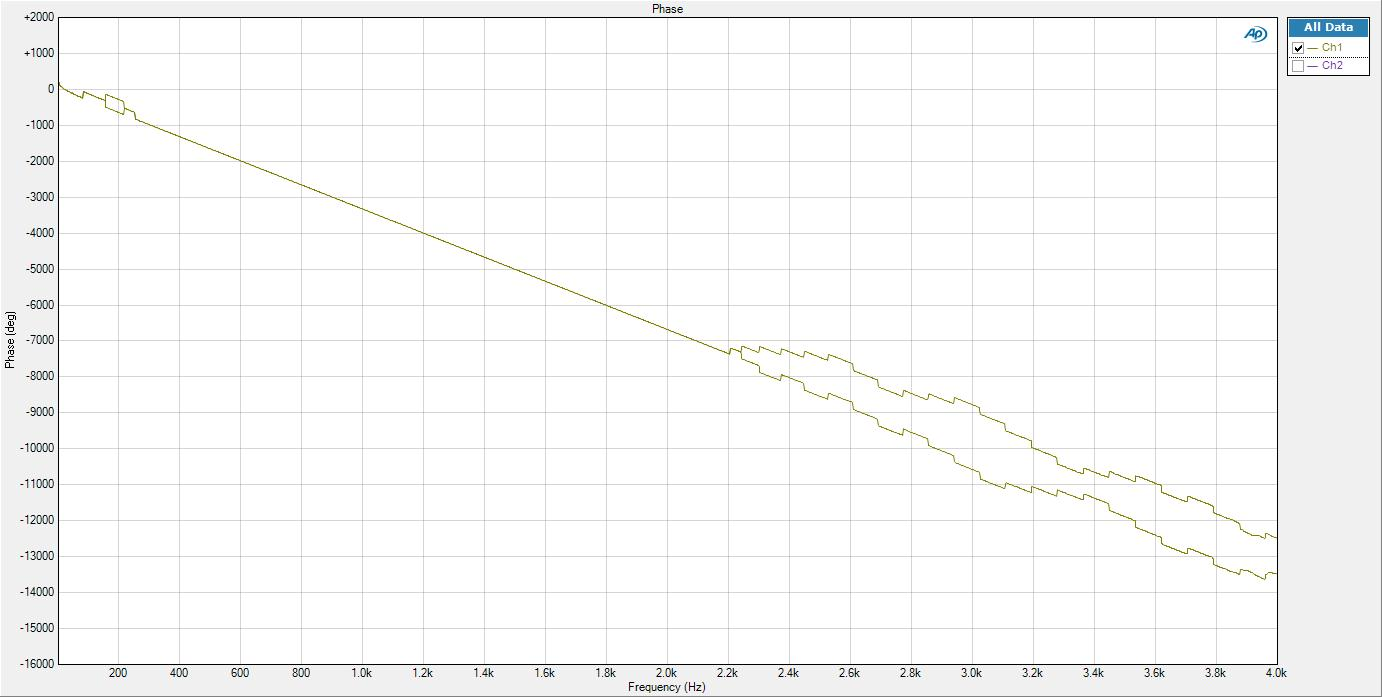 Phase
+2000
+1000
0
-1000
-2000
-3000
-4000
-5000
-6000
-7000
-8000
-9000
-10000
-11000
-12000
-13000
-14000
-15000
-16000
Phase (deg)
200 400 600 800 1.0k 1.2k 1.4k 1.6k 1.8k 2.0k 2.2k 2.4k 2.6k 2.8k 3.0k 3.2k 3.4k 3.6k 3.8k 4.0k
Frequency (Hz)
AP
All Data
Ch1
Ch2